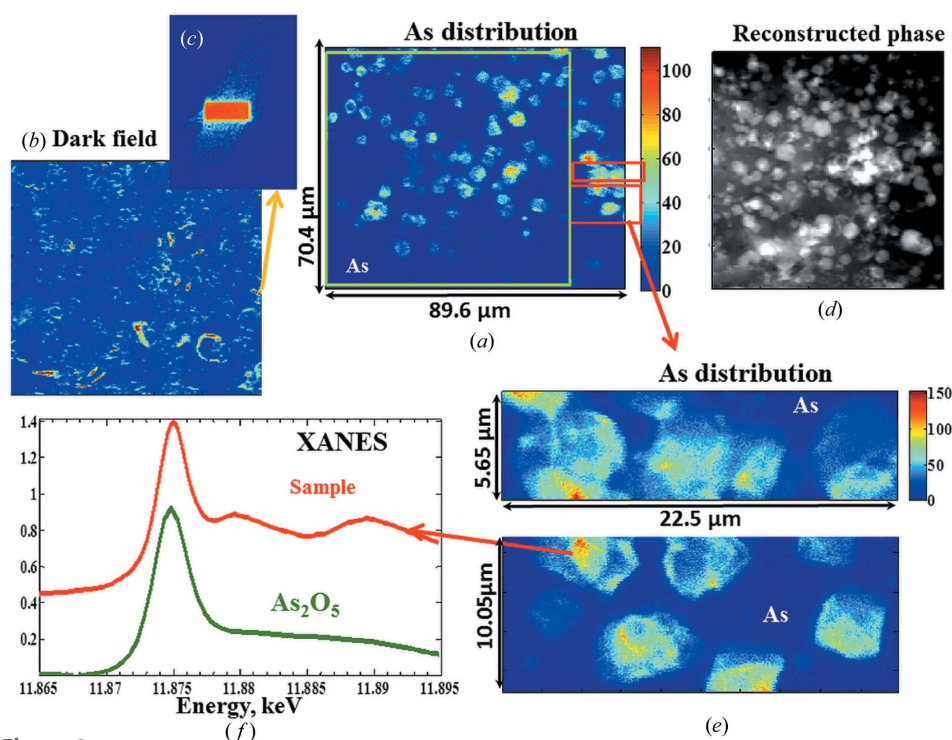 (c)
As distribution
Reconstructed phase
(b) Dark field
100
80
60
40
20
0
70.4 µm
As
89.6 µm
(a)
(d)
As distribution
As
150
100
50
0
5.65 µm
22.5 µm
1.4
1.2
1
0.8
0.6
0.4
0.2
XANES
Sample
As₂O₅
11.865 11.87 11.875 11.88 11.885 11.89 11.895
Energy, keV
(f)
As
10.05µm
(e)